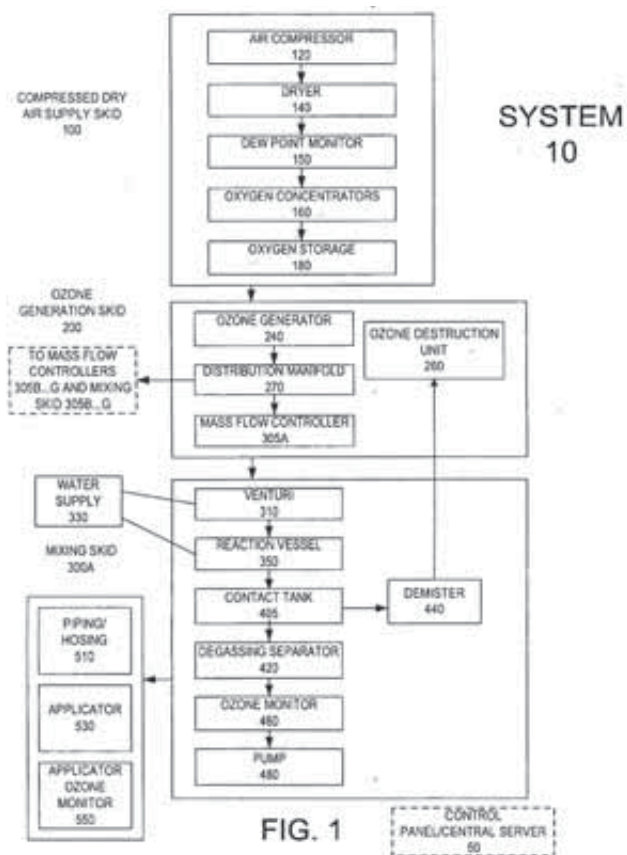 AIR COMPRESSOR
120
COMPRESSED DRY
AIR SUPPLY SKID
100
DRYER
140
DEW POINT MONITOR
150
OXYGEN CONCENTRATORS
160
OXYGEN STORAGE
180
SYSTEM
10
OZONE
GENERATION SKID
200
TO MASS FLOW
CONTROLLERS
305B...G AND MIXING
SKID 305B...G
OZONE GENERATOR
240
DISTRIBUTION MANIFOLD
270
MASS FLOW CONTROLLER
305A
OZONE DESTRUCTION
UNIT
260
WATER
SUPPLY
330
MIXING SKID
300A
VENTURI
310
REACTION VESSEL
350
CONTACT TANK
405
DEMISTER
440
DEGASSING SEPARATOR
420
OZONE MONITOR
460
PUMP
480
PIPING/
HOSING
510
APPLICATOR
530
APPLICATOR
OZONE
MONITOR
550
FIG. 1
CONTROL
PANEL/CENTRAL SERVER
50